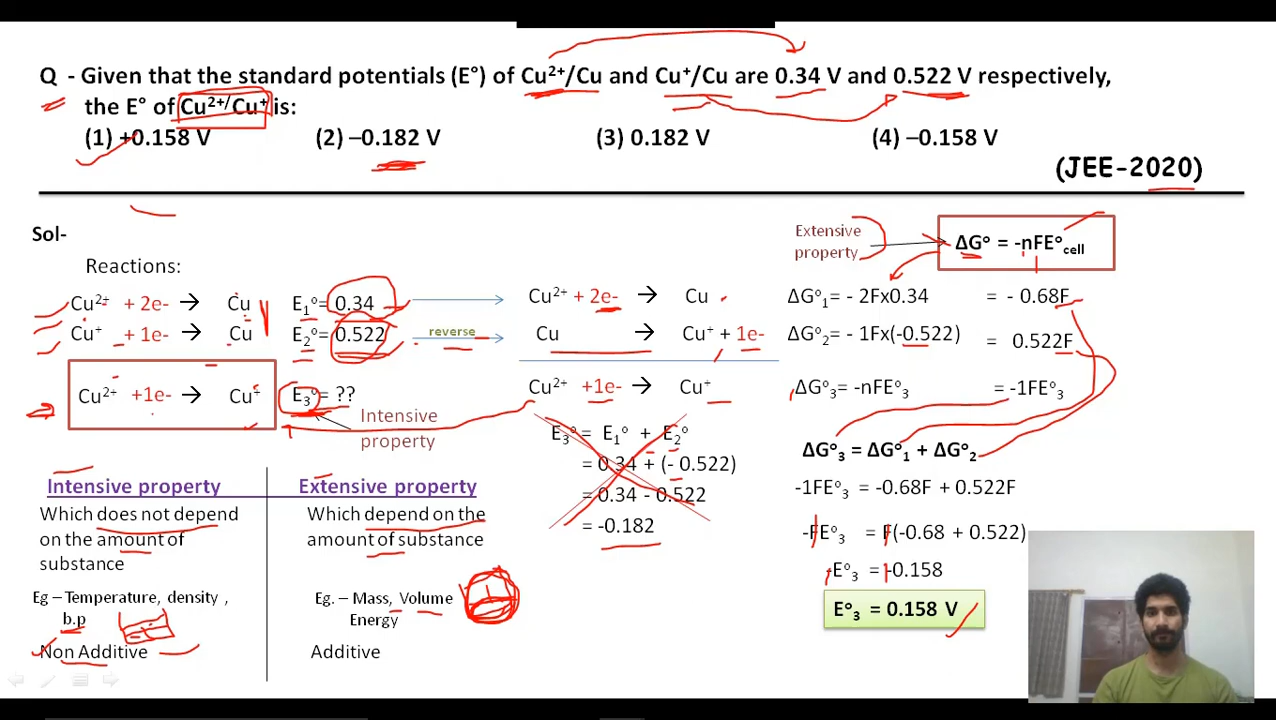 Q - Given that the standard potentials (E°) of Cu²⁺/Cu and Cu⁺/Cu are 0.34 V and 0.522 V respectively,
the E° of Cu²⁺/Cu⁺ is:
(1) +0.158 V (2) –0.182 V (3) 0.182 V (4) –0.158 V
(JEE-2020)
Sol-
Reactions:
Cu²⁺ + 2e- → Cu E₁°= 0.34
Cu⁺ + 1e- → Cu E₂°= 0.522
Cu²⁺ +1e- → Cu⁺ E₃°= ??
Intensive
property
reverse
Cu²⁺ + 2e- → Cu
Cu → Cu⁺ + 1e-
Cu²⁺ +1e- → Cu⁺
E₃° = E₁° + E₂°
= 0.34 + (- 0.522)
= 0.34 - 0.522
= -0.182
Extensive
property
ΔG° = -nFE°cell
ΔG°₁= - 2Fx0.34 = - 0.68F
ΔG°₂= - 1Fx(-0.522) = 0.522F
ΔG°₃= -nFE°₃ = -1FE°₃
ΔG°₃ = ΔG°₁ + ΔG°₂
-1FE°₃ = -0.68F + 0.522F
-FE°₃ = F(-0.68 + 0.522)
-E°₃ = -0.158
E°₃ = 0.158 V
Intensive property
Which does not depend
on the amount of
substance
Eg – Temperature, density ,
b.p
Non Additive
Extensive property
Which depend on the
amount of substance
Eg. – Mass, Volume
Energy
Additive